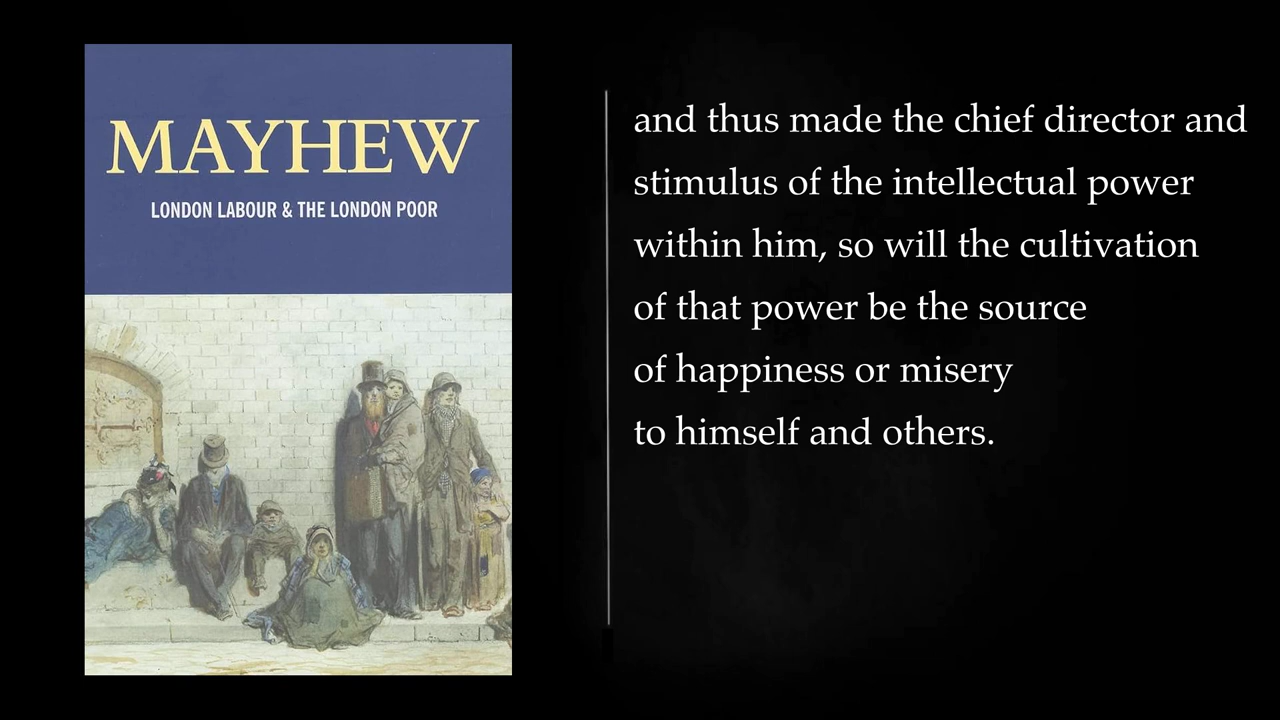 MAYHEW
LONDON LABOUR & THE LONDON POOR
and thus made the chief director and
stimulus of the intellectual power
within him, so will the cultivation
of that power be the source
of happiness or misery
to himself and others.